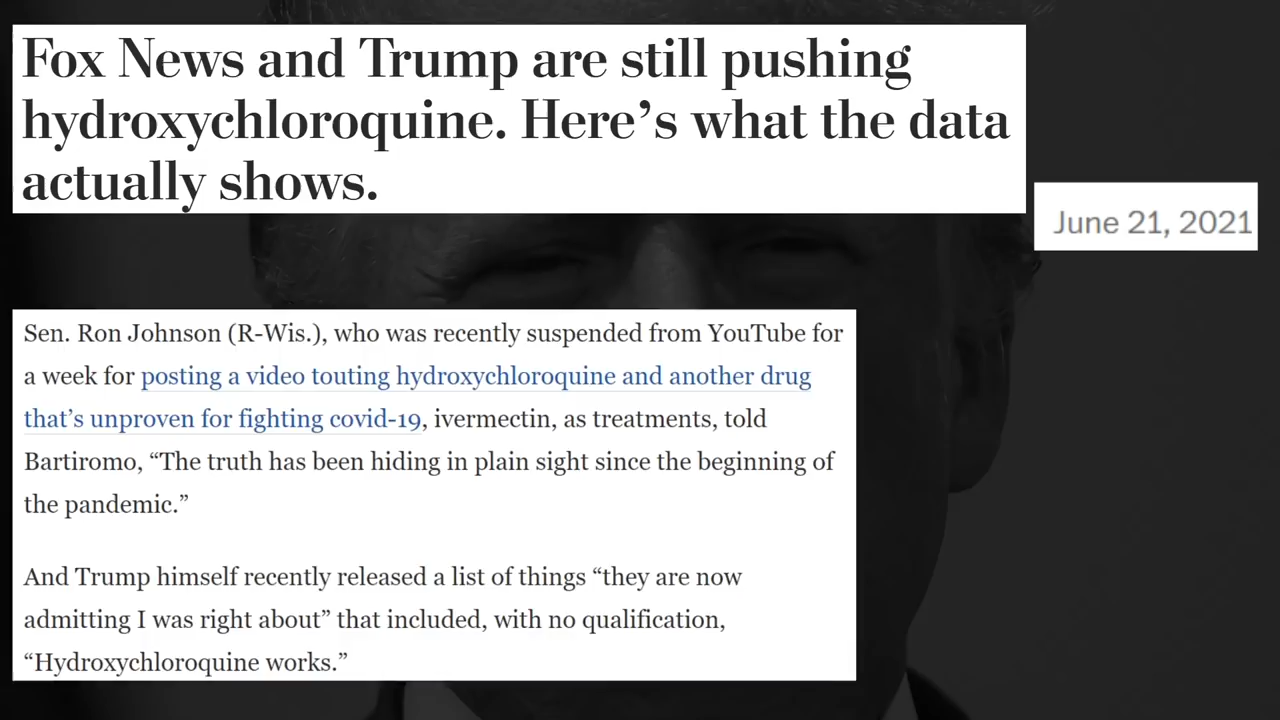 Fox News and Trump are still pushing
hydroxychloroquine. Here’s what the data
actually shows.
June 21, 2021
Sen. Ron Johnson (R-Wis.), who was recently suspended from YouTube for
a week for posting a video touting hydroxychloroquine and another drug
that’s unproven for fighting covid-19, ivermectin, as treatments, told
Bartiromo, “The truth has been hiding in plain sight since the beginning of
the pandemic.”
And Trump himself recently released a list of things “they are now
admitting I was right about” that included, with no qualification,
“Hydroxychloroquine works.”